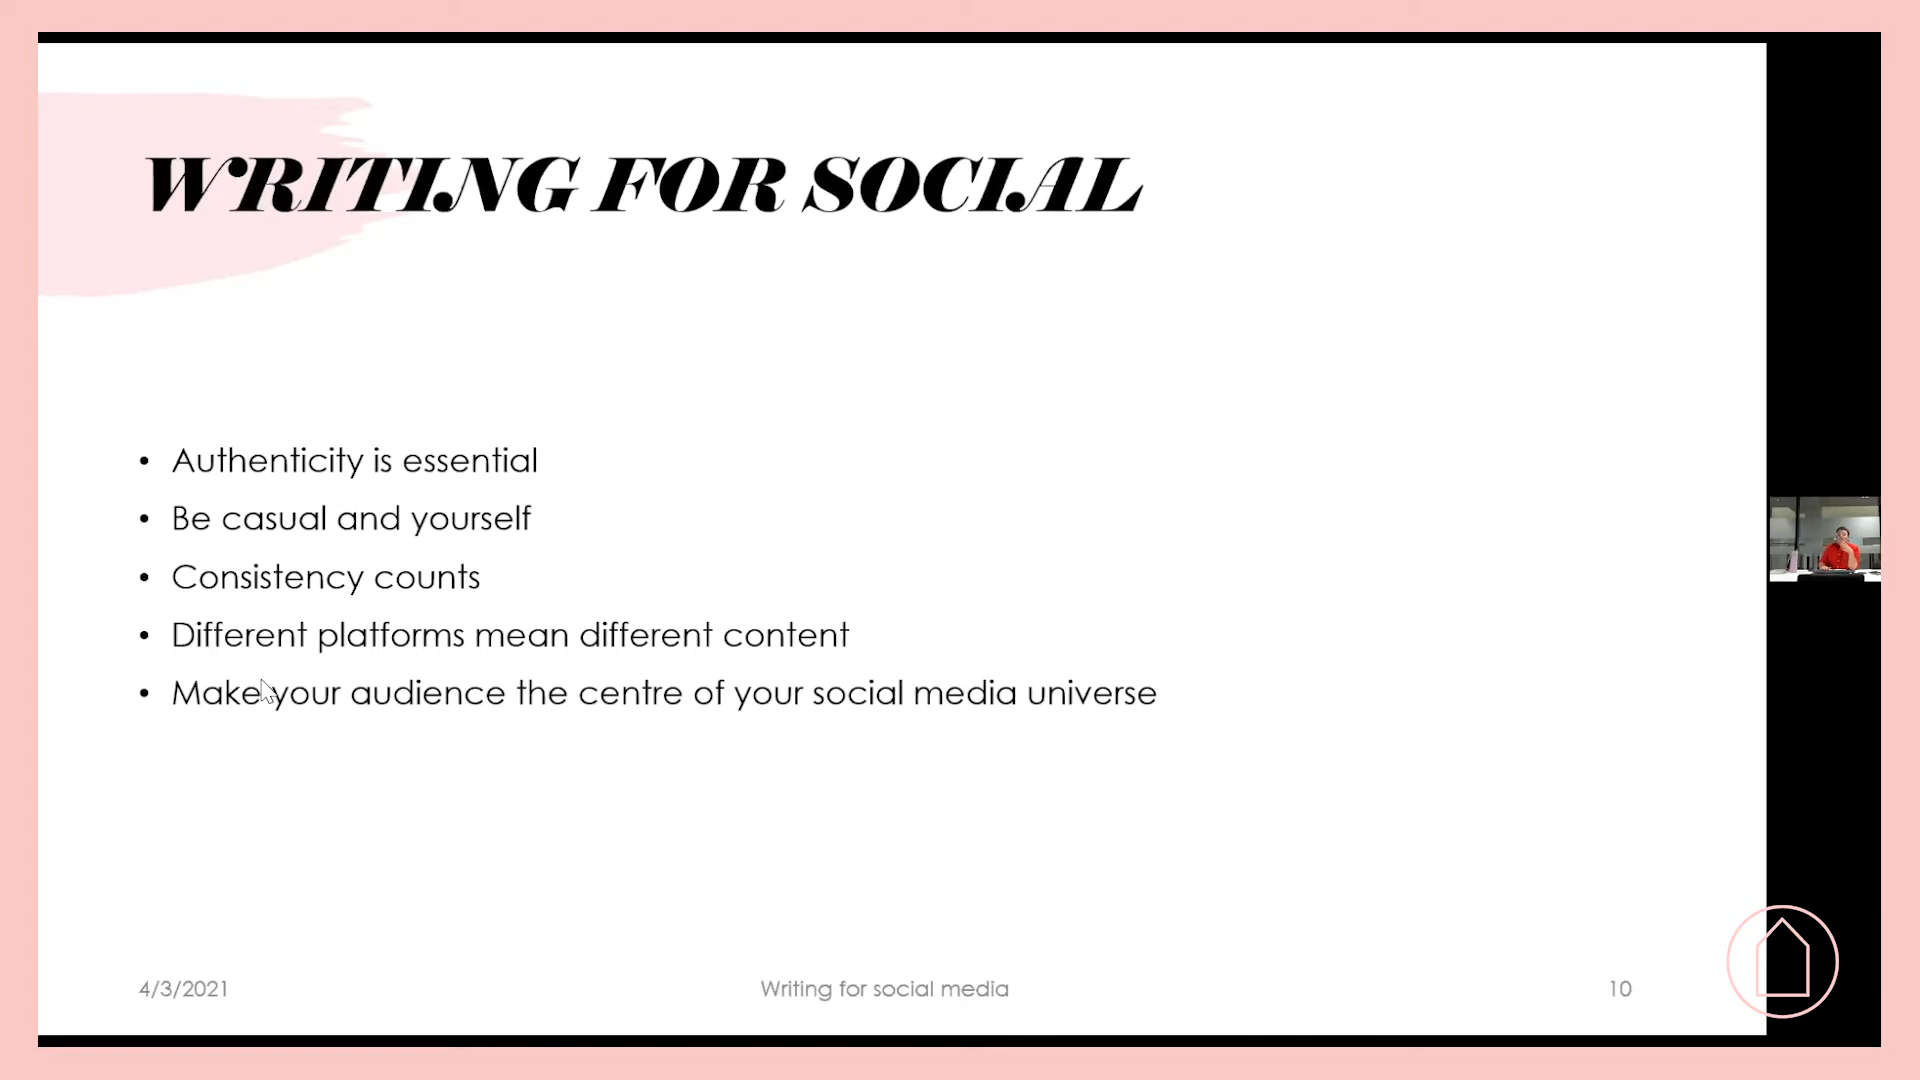 WRITING FOR SOCIAL
• Authenticity is essential
• Be casual and yourself
• Consistency counts
• Different platforms mean different content
• Make your audience the centre of your social media universe
4/3/2021 Writing for social media 10